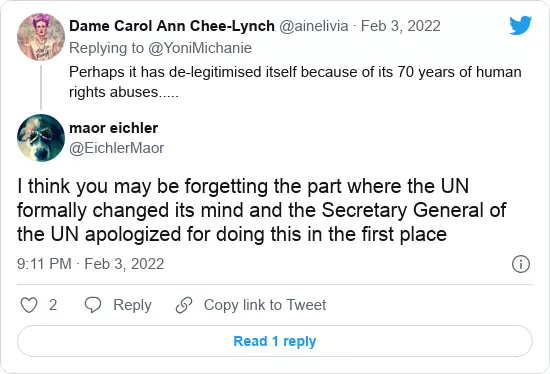 Dame Carol Ann Chee-Lynch @ainelivia · Feb 3, 2022
Replying to @YoniMichanie
Perhaps it has de-legitimised itself because of its 70 years of human
rights abuses.....
maor eichler
@EichlerMaor
I think you may be forgetting the part where the UN
formally changed its mind and the Secretary General of
the UN apologized for doing this in the first place
9:11 PM · Feb 3, 2022
2 Reply Copy link to Tweet
Read 1 reply